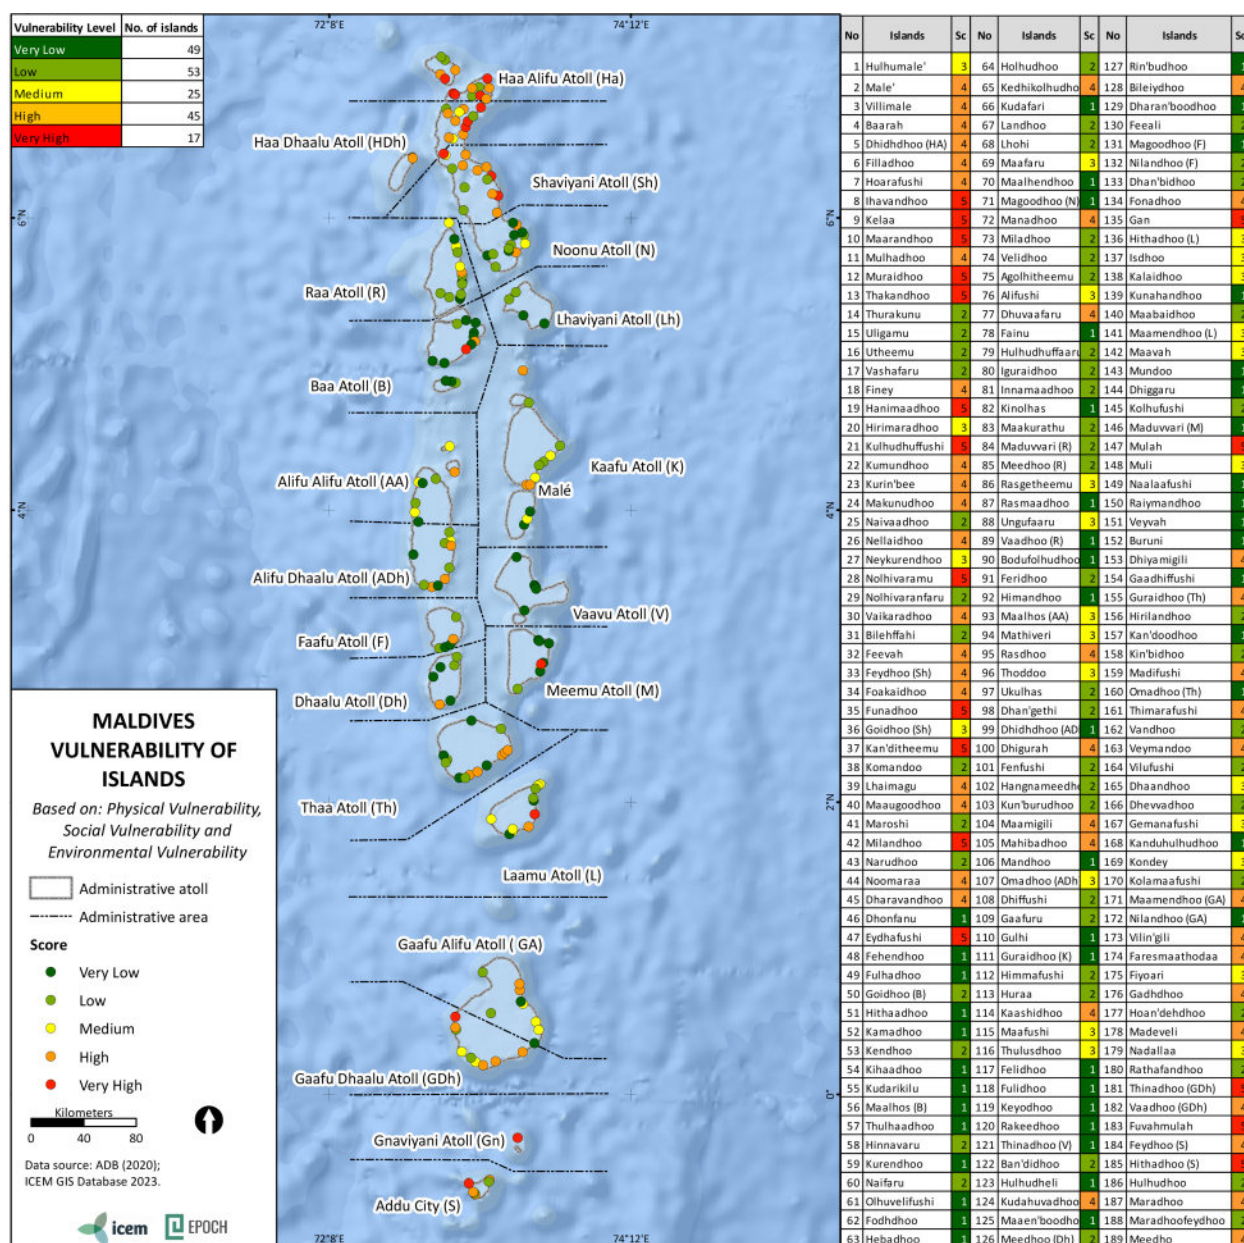 72°8'E 74°12'E
Vulnerability Level No. of islands
Very Low 49
Low 53
Medium 25
High 45
Very High 17
Haa Alifu Atoll (Ha)
Haa Dhaalu Atoll (HDh)
Shaviyani Atoll (Sh)
6°N 6°N
Noonu Atoll (N)
Raa Atoll (R)
Lhaviyani Atoll (Lh)
Baa Atoll (B)
Kaafu Atoll (K)
Alifu Alifu Atoll (AA)
Malé
4°N 4°N
Alifu Dhaalu Atoll (ADh)
Vaavu Atoll (V)
Faafu Atoll (F)
Meemu Atoll (M)
Dhaalu Atoll (Dh)
Thaa Atoll (Th)
2°N
Laamu Atoll (L)
Gaafu Alifu Atoll ( GA)
Gaafu Dhaalu Atoll (GDh)
0°
Gnaviyani Atoll (Gn)
Addu City (S)
72°8'E 74°12'E
MALDIVES
VULNERABILITY OF
ISLANDS
Based on: Physical Vulnerability,
Social Vulnerability and
Environmental Vulnerability
Administrative atoll
Administrative area
Score
Very Low
Low
Medium
High
Very High
Kilometers
0 40 80
Data source: ADB (2020);
ICEM GIS Database 2023.
icem EPOCH
No Islands Sc No Islands Sc No Islands
1 Hulhumale' 3 64 Holhudhoo 2 127 Rin'budhoo
2 Male' 4 65 Kedhikolhudho 4 128 Bileiydhoo
3 Villimale 4 66 Kudafari 1 129 Dharan'boodhoo
4 Baarah 4 67 Landhoo 2 130 Feeali
5 Dhidhdhoo (HA) 4 68 Lhohi 2 131 Magoodhoo (F)
6 Filladhoo 4 69 Maafaru 3 132 Nilandhoo (F)
7 Hoarafushi 4 70 Maalhendhoo 1 133 Dhan'bidhoo
8 Ihavandhoo 5 71 Magoodhoo (N) 1 134 Fonadhoo
9 Kelaa 5 72 Manadhoo 4 135 Gan
10 Maarandhoo 5 73 Miladhoo 2 136 Hithadhoo (L)
11 Mulhadhoo 4 74 Velidhoo 2 137 Isdhoo
12 Muraidhoo 5 75 Agolhitheemu 2 138 Kalaidhoo
13 Thakandhoo 5 76 Alifushi 3 139 Kunahandhoo
14 Thurakunu 2 77 Dhuvaafaru 4 140 Maabaidhoo
15 Uligamu 2 78 Fainu 1 141 Maamendhoo (L)
16 Utheemu 2 79 Hulhudhuffaaru 2 142 Maavah
17 Vashafaru 2 80 Iguraidhoo 2 143 Mundoo
18 Finey 4 81 Innamaadhoo 2 144 Dhiggaru
19 Hanimaadhoo 5 82 Kinolhas 1 145 Kolhufushi
20 Hirimaradhoo 3 83 Maakurathu 2 146 Maduvvari (M)
21 Kulhudhuffushi 5 84 Maduvvari (R) 2 147 Mulah
22 Kumundhoo 4 85 Meedhoo (R) 2 148 Muli
23 Kurin'bee 4 86 Rasgetheemu 3 149 Naalaafushi
24 Makunudhoo 4 87 Rasmaadhoo 1 150 Raiymandhoo
25 Naivaadhoo 2 88 Ungufaaru 3 151 Veyvah
26 Nellaidhoo 4 89 Vaadhoo (R) 1 152 Buruni
27 Neykurendhoo 3 90 Bodufolhudhoo 1 153 Dhiyamigili
28 Nolhivaramu 5 91 Feridhoo 2 154 Gaadhiffushi
29 Nolhivaranfaru 2 92 Himandhoo 1 155 Guraidhoo (Th)
30 Vaikaradhoo 4 93 Maalhos (AA) 3 156 Hirilandhoo
31 Bilehffahi 2 94 Mathiveri 3 157 Kan'doodhoo
32 Feevah 4 95 Rasdhoo 4 158 Kin'bidhoo
33 Feydhoo (Sh) 4 96 Thoddoo 3 159 Madifushi
34 Foakaidhoo 4 97 Ukulhas 2 160 Omadhoo (Th)
35 Funadhoo 5 98 Dhan'gethi 2 161 Thimarafushi
36 Goidhoo (Sh) 3 99 Dhidhdhoo (AD 1 162 Vandhoo
37 Kan'ditheemu 5 100 Dhigurah 4 163 Veymandoo
38 Komandoo 2 101 Fenfushi 2 164 Vilufushi
39 Lhaimagu 4 102 Hangnameedho 2 165 Dhaandhoo
40 Maaugoodhoo 4 103 Kun'burudhoo 2 166 Dhevvadhoo
41 Maroshi 2 104 Maamigili 4 167 Gemanafushi
42 Milandhoo 5 105 Mahibadhoo 4 168 Kanduhulhudhoo
43 Narudhoo 2 106 Mandhoo 1 169 Kondey
44 Noomaraa 4 107 Omadhoo (ADh 3 170 Kolamaafushi
45 Dharavandhoo 4 108 Dhiffushi 2 171 Maamendhoo (GA)
46 Dhonfanu 1 109 Gaafuru 2 172 Nilandhoo (GA)
47 Eydhafushi 5 110 Gulhi 1 173 Vilin'gili
48 Fehendhoo 1 111 Guraidhoo (K) 1 174 Faresmaathodaa
49 Fulhadhoo 1 112 Himmafushi 2 175 Fiyoari
50 Goidhoo (B) 2 113 Huraa 2 176 Gadhdhoo
51 Hithaadhoo 1 114 Kaashidhoo 4 177 Hoan'dehdhoo
52 Kamadhoo 1 115 Maafushi 3 178 Madeveli
53 Kendhoo 2 116 Thulusdhoo 3 179 Nadallaa
54 Kihaadhoo 1 117 Felidhoo 1 180 Rathafandhoo
55 Kudarikilu 1 118 Fulidhoo 1 181 Thinadhoo (GDh)
56 Maalhos (B) 1 119 Keyodhoo 1 182 Vaadhoo (GDh)
57 Thulhaadhoo 1 120 Rakeedhoo 1 183 Fuvahmulah
58 Hinnavaru 2 121 Thinadhoo (V) 1 184 Feydhoo (S)
59 Kurendhoo 1 122 Ban'didhoo 2 185 Hithadhoo (S)
60 Naifaru 2 123 Hulhudheli 1 186 Hulhudhoo
61 Olhuvelifushi 1 124 Kudahuvadhoo 4 187 Maradhoo
62 Fodhdhoo 1 125 Maaen'boodho 1 188 Maradhoofeydhoo
63 Hebadhoo 1 126 Meedhoo (Dh) 2 189 Meedho